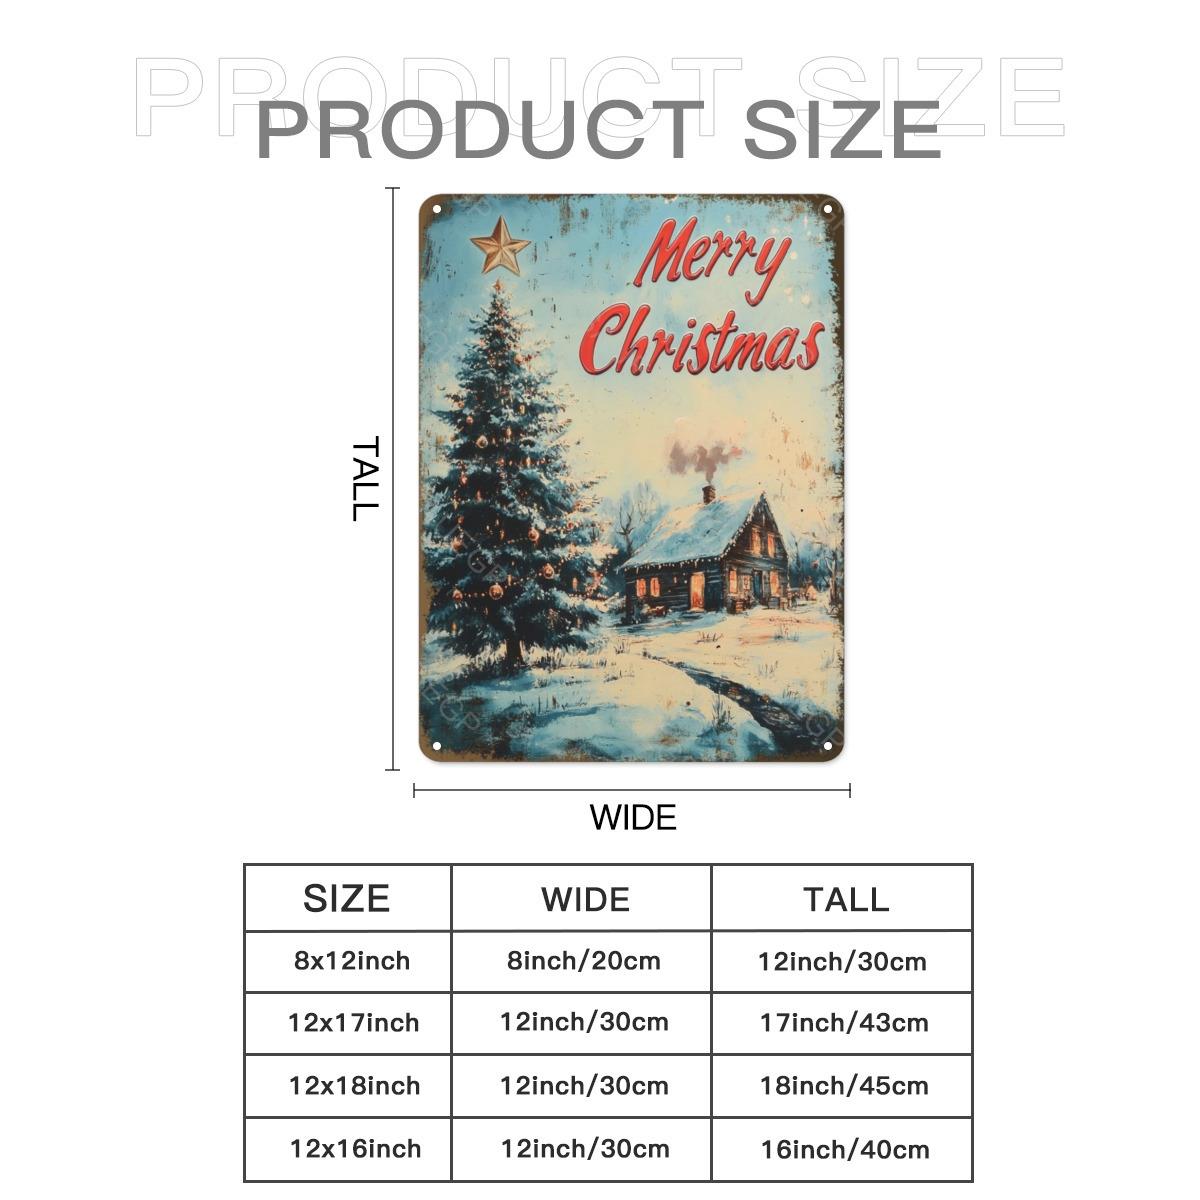 PRODUCT SIZE
PRODUCT SIZE
Merry
Christmas
TALL
WIDE
SIZE WIDE TALL
8x12inch 8inch/20cm 12inch/30cm
12x17inch 12inch/30cm 17inch/43cm
12x18inch 12inch/30cm 18inch/45cm
12x16inch 12inch/30cm 16inch/40cm